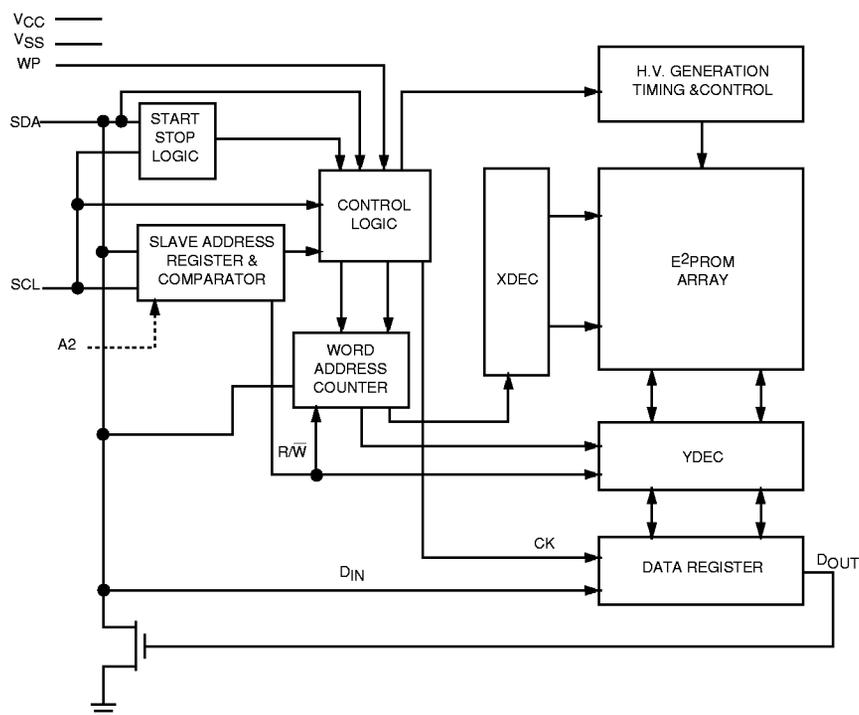 VCC
VSS
WP
H.V. GENERATION
TIMING &CONTROL
SDA
START
STOP
LOGIC
CONTROL
LOGIC
SLAVE ADDRESS
REGISTER &
COMPARATOR
XDEC
E²PROM
ARRAY
SCL
A2
WORD
ADDRESS
COUNTER
R/W̅
YDEC
CK
DIN
DATA REGISTER
DOUT